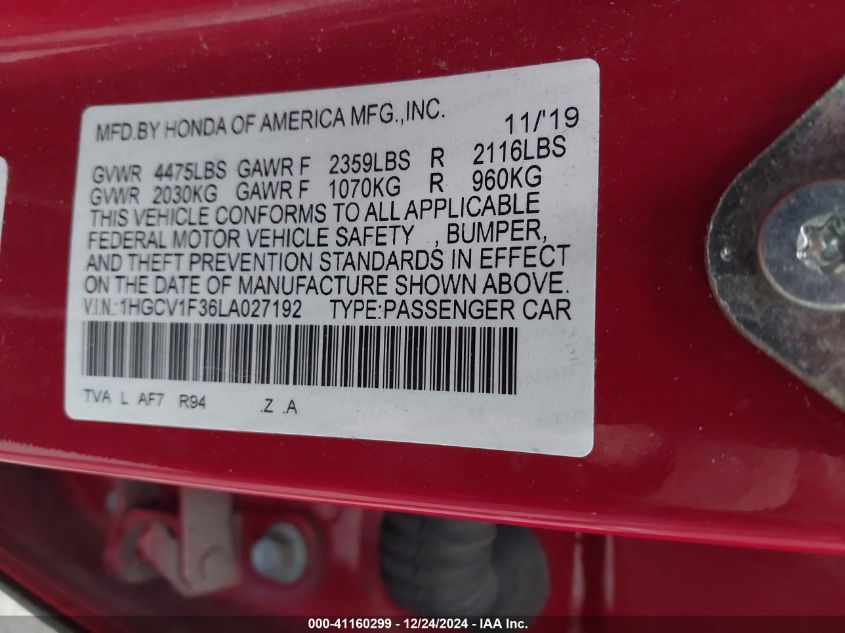 MFD.BY HONDA OF AMERICA MFG.,INC. 11/'19
GVWR 4475LBS GAWR F 2359LBS R 2116LBS
GVWR 2030KG GAWR F 1070KG R 960KG
THIS VEHICLE CONFORMS TO ALL APPLICABLE
FEDERAL MOTOR VEHICLE SAFETY , BUMPER,
AND THEFT PREVENTION STANDARDS IN EFFECT
ON THE DATE OF MANUFACTURE SHOWN ABOVE.
V.I.N.:1HGCV1F36LA027192 TYPE:PASSENGER CAR
TVA L AF7 R94 .Z .A
000-41160299 - 12/24/2024 - IAA Inc.